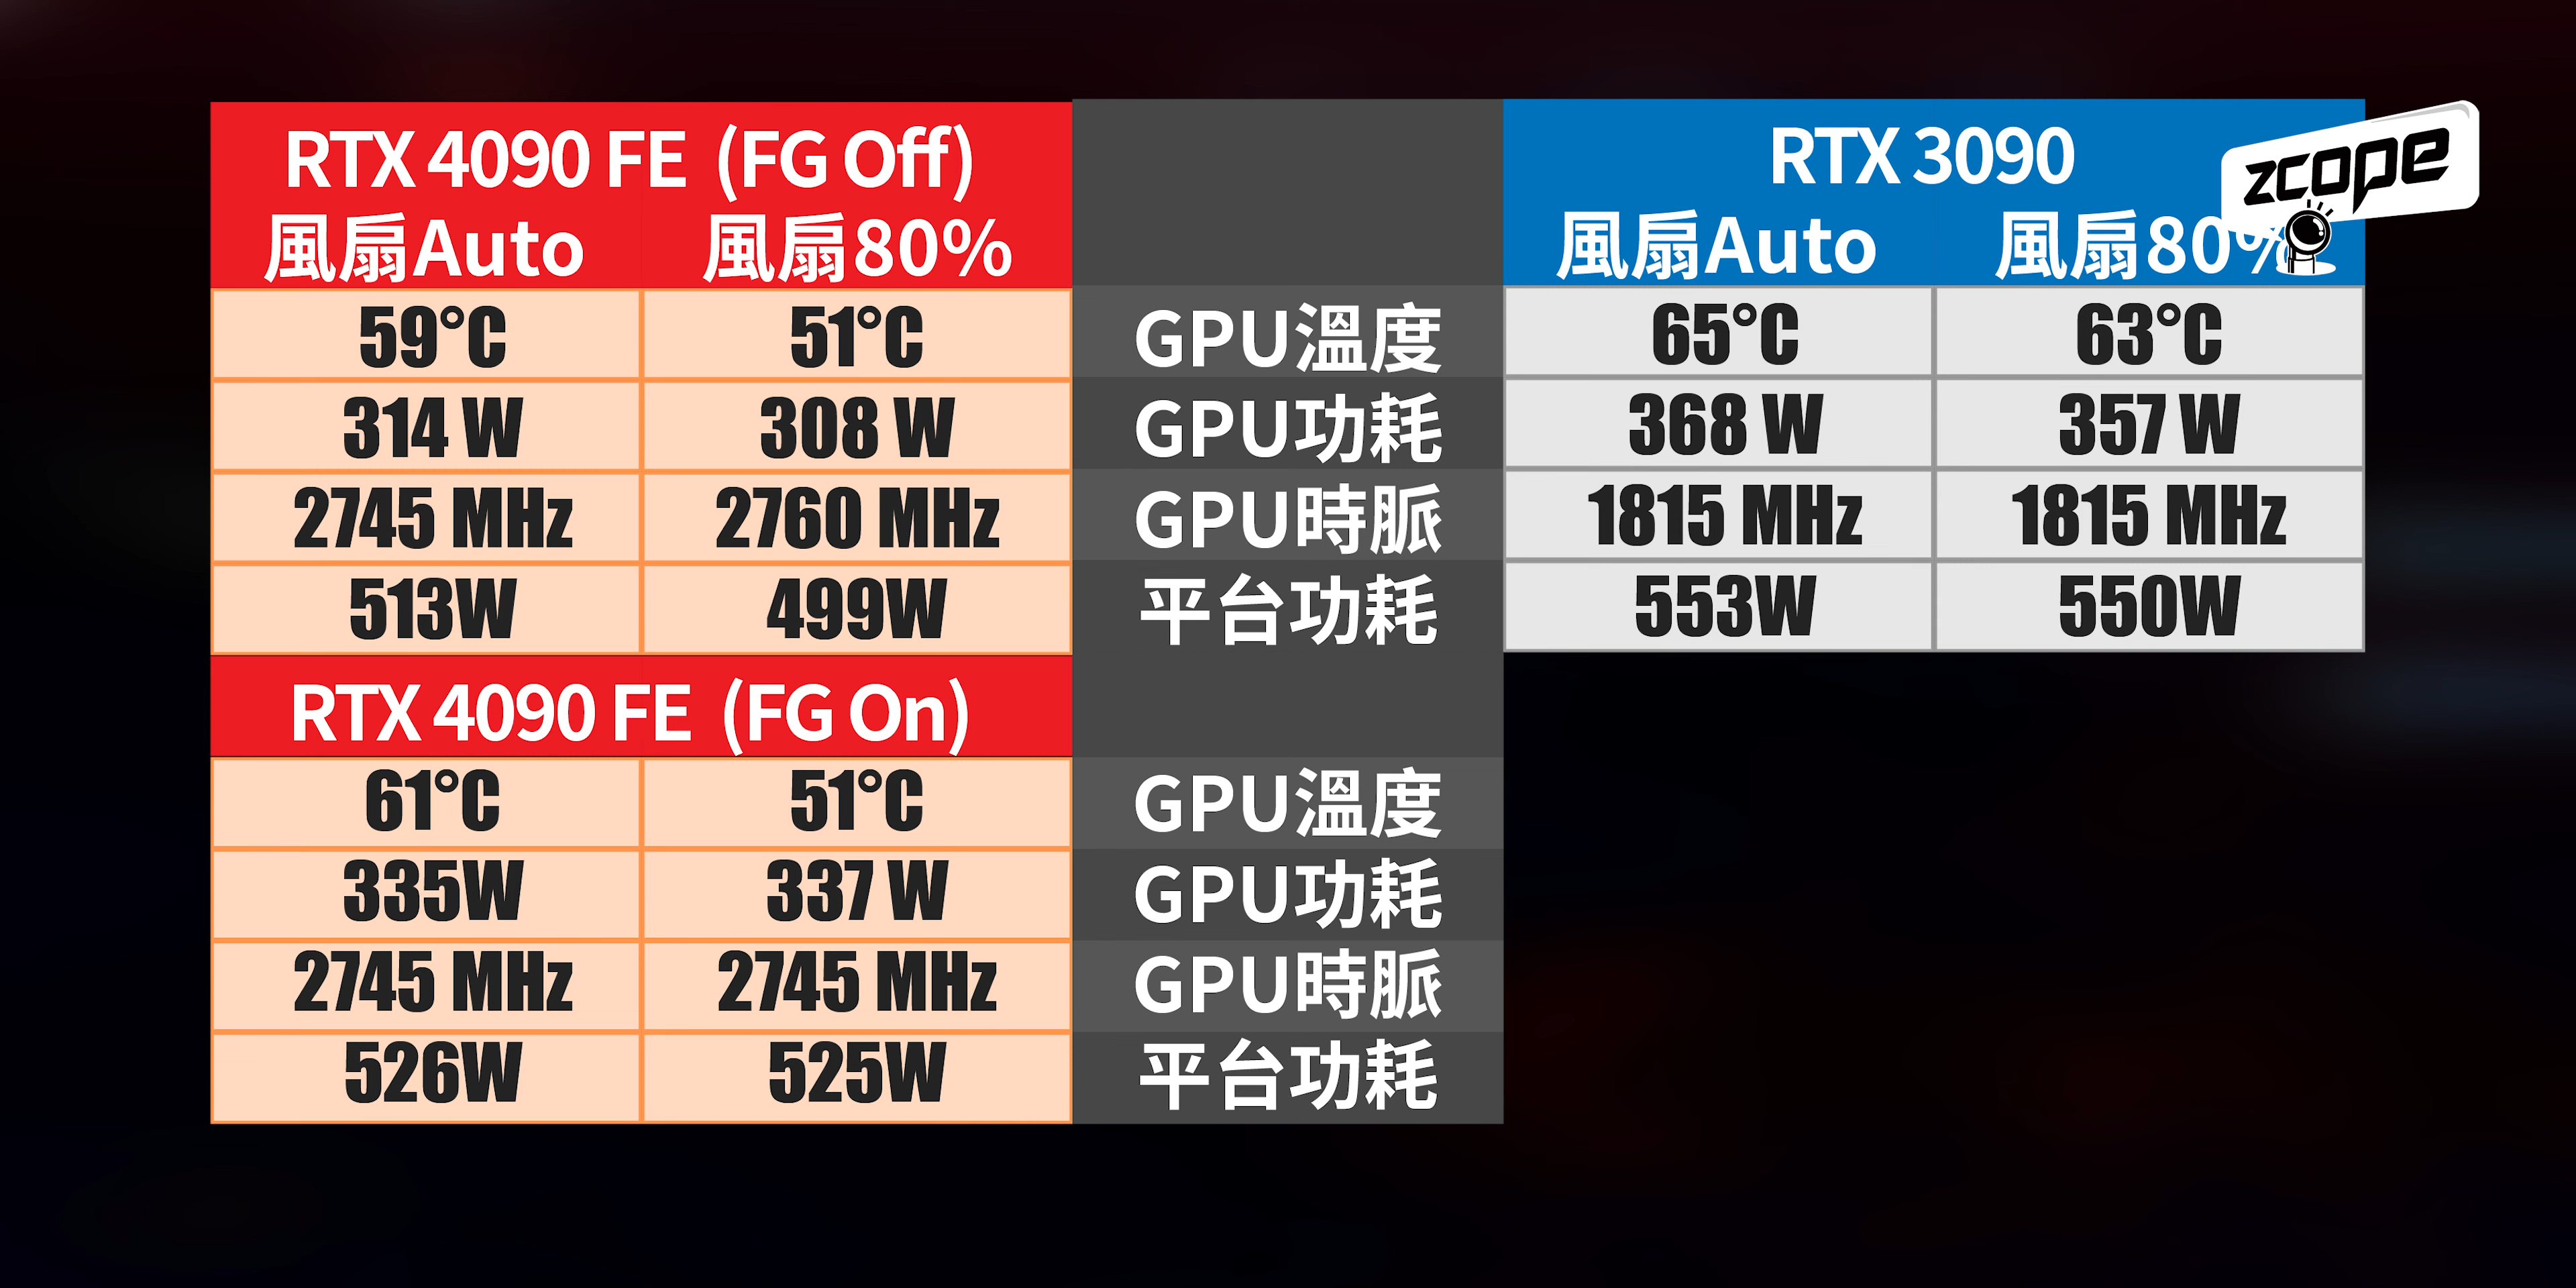 RTX 4090 FE (FG Off)
RTX 3090
zcope
風扇Auto 風扇80%
風扇Auto 風扇80%
59°C 51°C GPU溫度 65°C 63°C
314 W 308 W GPU功耗 368 W 357 W
2745 MHz 2760 MHz GPU時脈 1815 MHz 1815 MHz
513W 499W 平台功耗 553W 550W
RTX 4090 FE (FG On)
61°C 51°C GPU溫度
335W 337 W GPU功耗
2745 MHz 2745 MHz GPU時脈
526W 525W 平台功耗